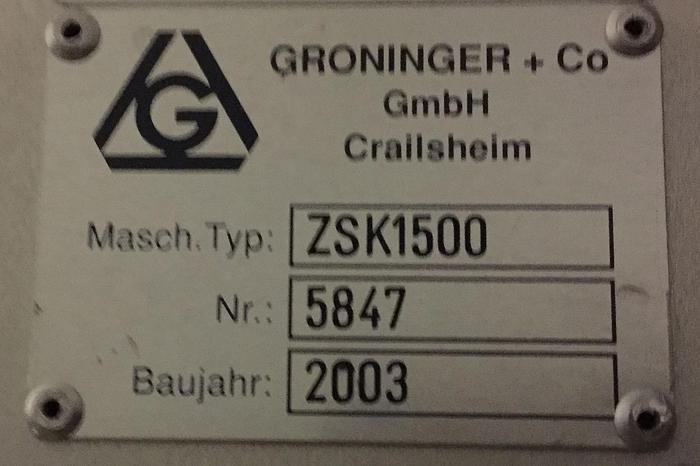 G
GRONINGER + Co
GmbH
Crailsheim
Masch.Typ: ZSK1500
Nr.: 5847
Baujahr: 2003